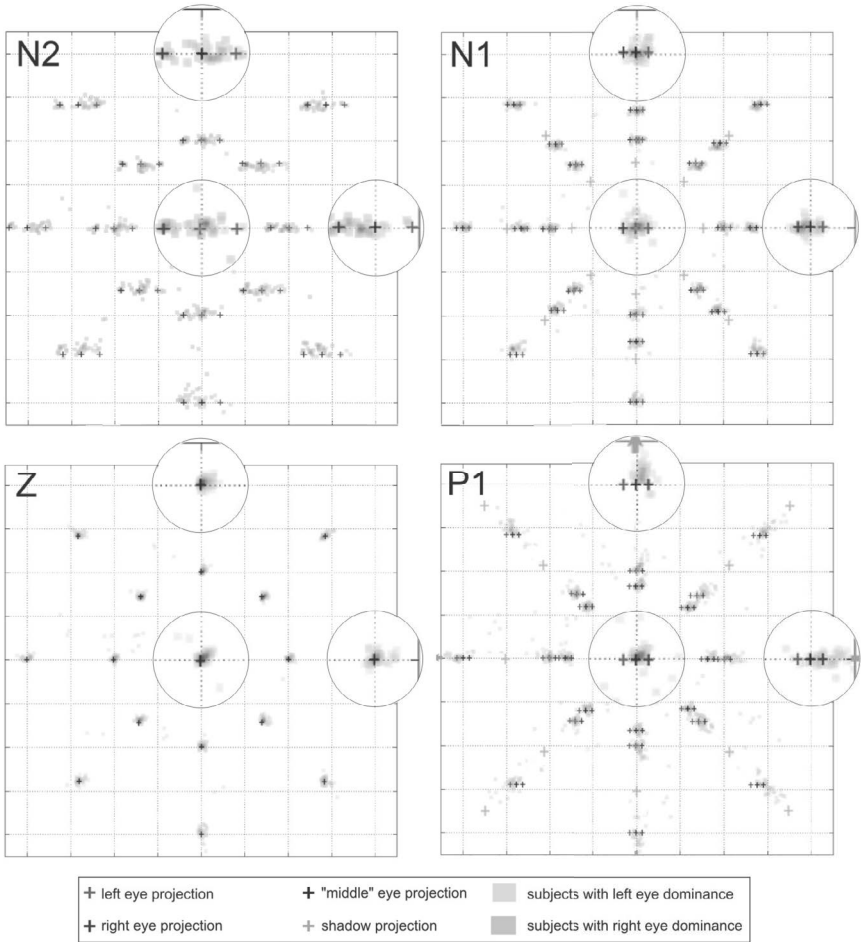 N2
N1
Z
P1
left eye projection
"middle" eye projection
subjects with left eye dominance
right eye projection
shadow projection
subjects with right eye dominance